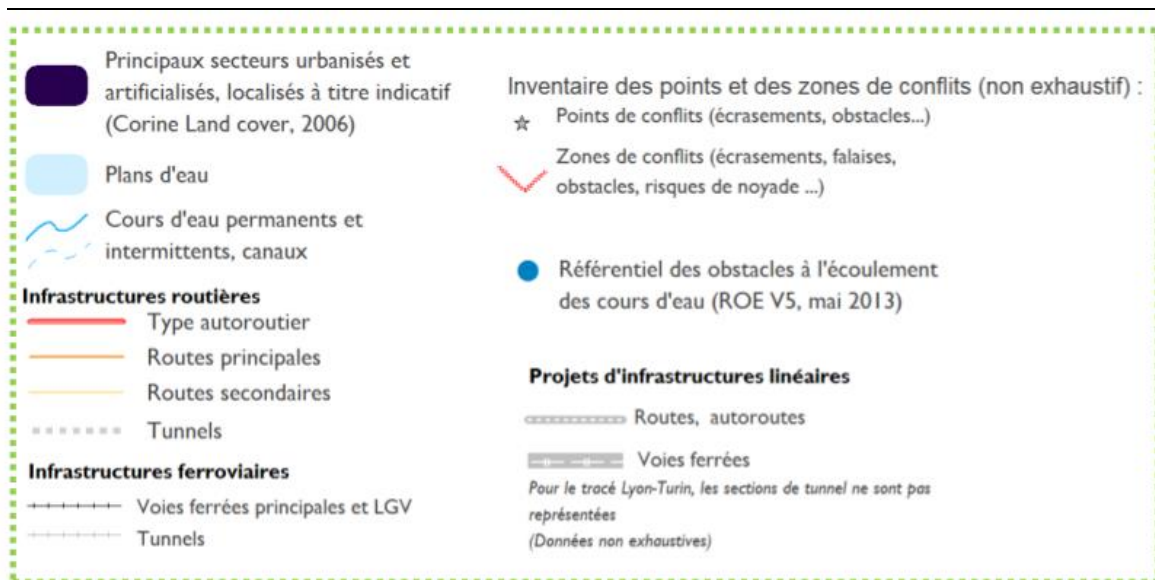 Principaux secteurs urbanisés et
artificialisés, localisés à titre indicatif
(Corine Land cover, 2006)
Plans d'eau
Cours d'eau permanents et
intermittents, canaux
Infrastructures routières
Type autoroutier
Routes principales
Routes secondaires
Tunnels
Infrastructures ferroviaires
Voies ferrées principales et LGV
Tunnels
Inventaire des points et des zones de conflits (non exhaustif) :
Points de conflits (écrasements, obstacles...)
Zones de conflits (écrasements, falaises,
obstacles, risques de noyade ...)
Référentiel des obstacles à l'écoulement
des cours d'eau (ROE V5, mai 2013)
Projets d'infrastructures linéaires
Routes, autoroutes
Voies ferrées
Pour le tracé Lyon-Turin, les sections de tunnel ne sont pas
représentées
(Données non exhaustives)